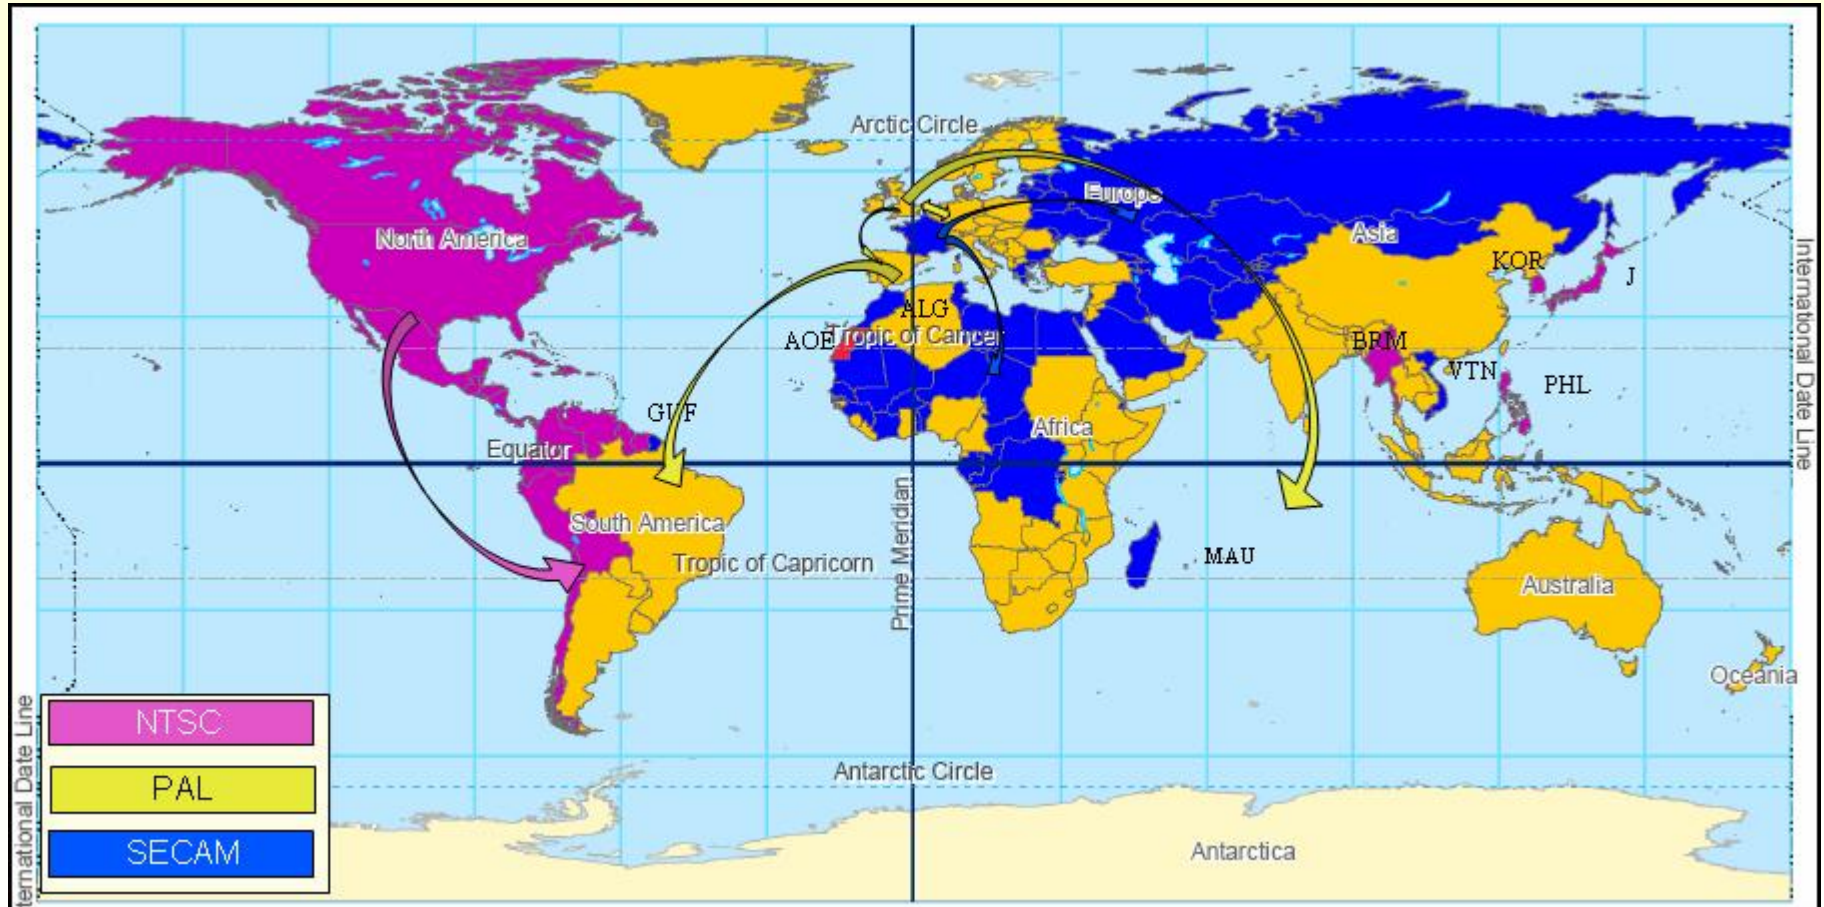 Arctic Circle
Europe
North America
Asia
KOR
J
ALG
AOE
Tropic of Cancer
BRM
VTN
PHL
GUF
Africa
Equator
International Date Line
Prime Meridian
South America
Tropic of Capricorn
MAU
Australia
Oceania
NTSC
PAL
SECAM
Antarctic Circle
Antarctica
nternational Date Line